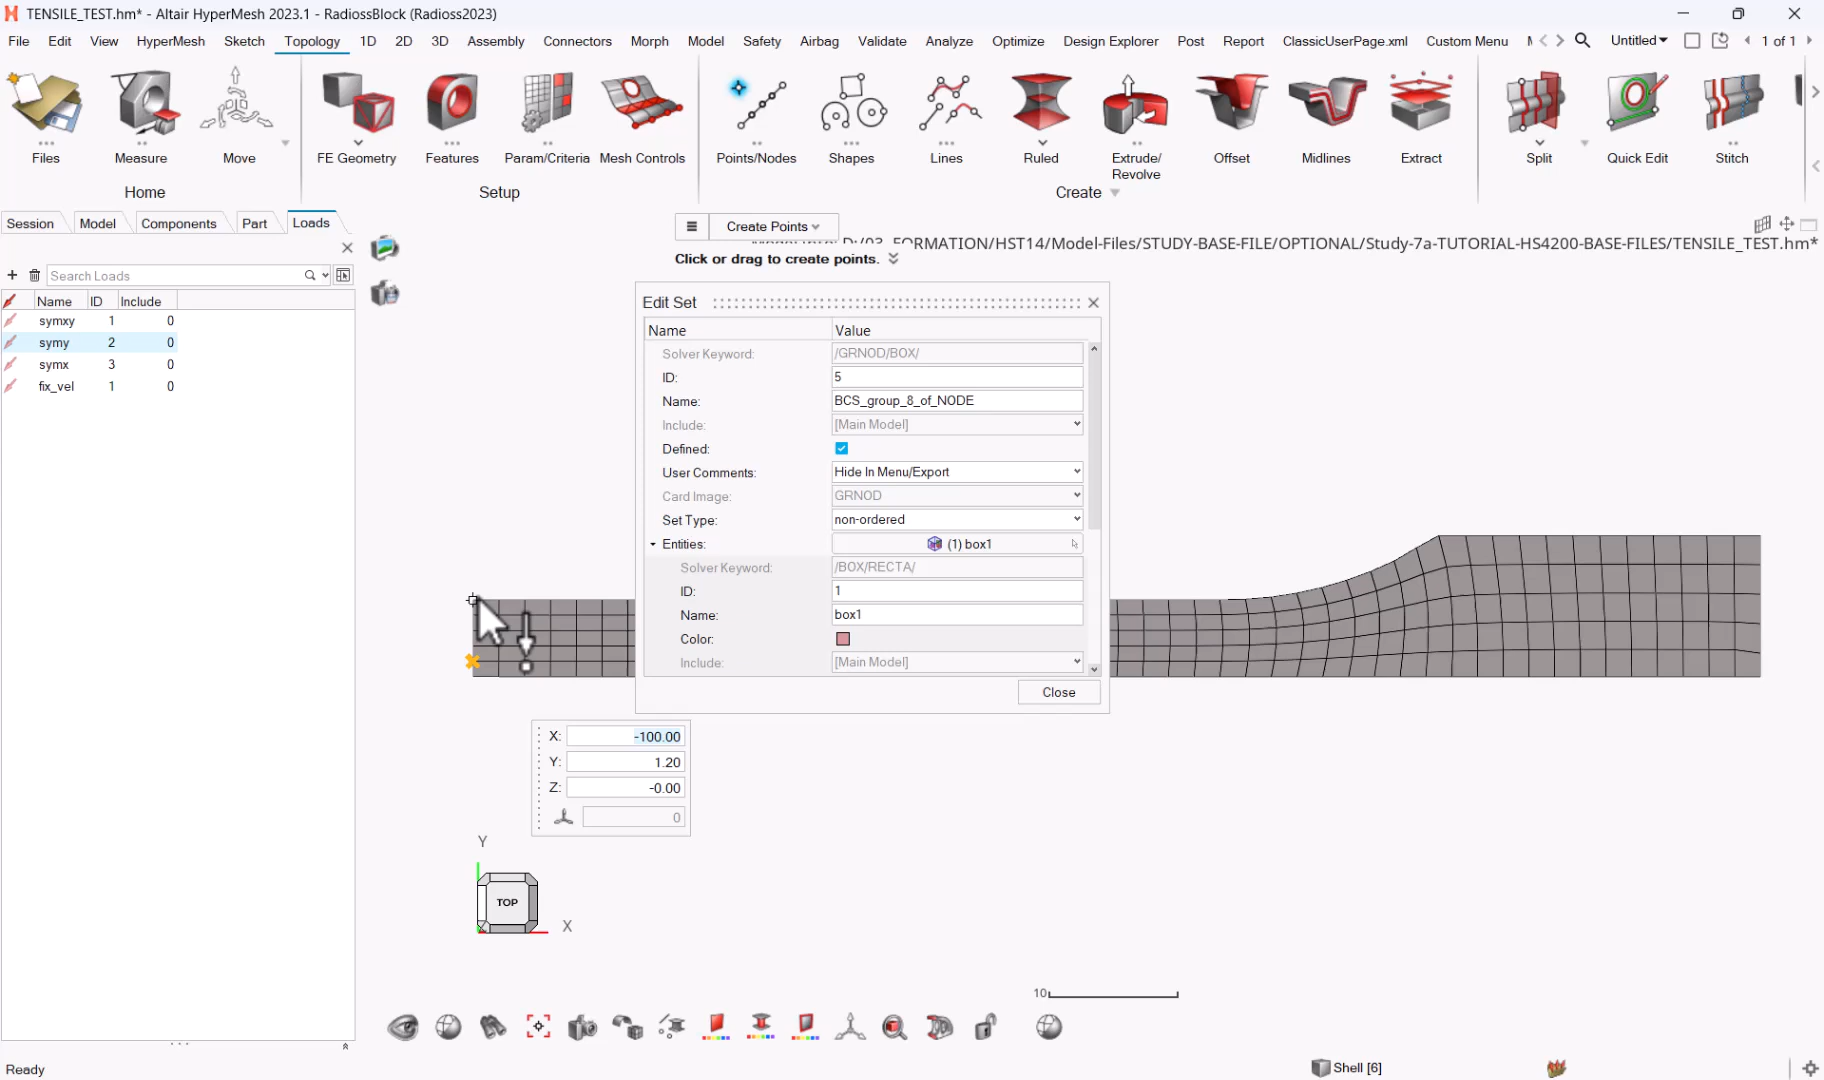 TENSILE_TEST.hm* - Altair HyperMesh 2023.1 - RadiossBlock (Radioss2023)
File Edit View HyperMesh Sketch Topology 1D 2D 3D Assembly Connectors Morph Model Safety Airbag Validate Analyze Optimize Design Explorer Post Report ClassicUserPage.xml Custom Menu Untitled 1 of 1
Files Measure Move FE Geometry Features Param/Criteria Mesh Controls Points/Nodes Shapes Lines Ruled Extrude/ Offset Midlines Extract Split Quick Edit Stitch
Revolve
Home Setup Create
Session Model Components Part Loads
Create Points
FORMATION/HST14/Model-Files/STUDY-BASE-FILE/OPTIONAL/Study-7a-TUTORIAL-HS4200-BASE-FILES/TENSILE_TEST.hm*
Click or drag to create points.
Search Loads
Name ID Include
symxy 1 0
symy 2 0
symx 3 0
fix_vel 1 0
Edit Set
Name Value
Solver Keyword: /GRNOD/BOX/
ID: 5
Name: BCS_group_8_of_NODE
Include: [Main Model]
Defined:
User Comments: Hide In Menu/Export
Card Image: GRNOD
Set Type: non-ordered
Entities: (1) box1
Solver Keyword: /BOX/RECTA/
ID: 1
Name: box1
Color:
Include: [Main Model]
Close
X: -100.00
Y: 1.20
Z: -0.00
0
Y
TOP
X
10
Ready
Shell [6]